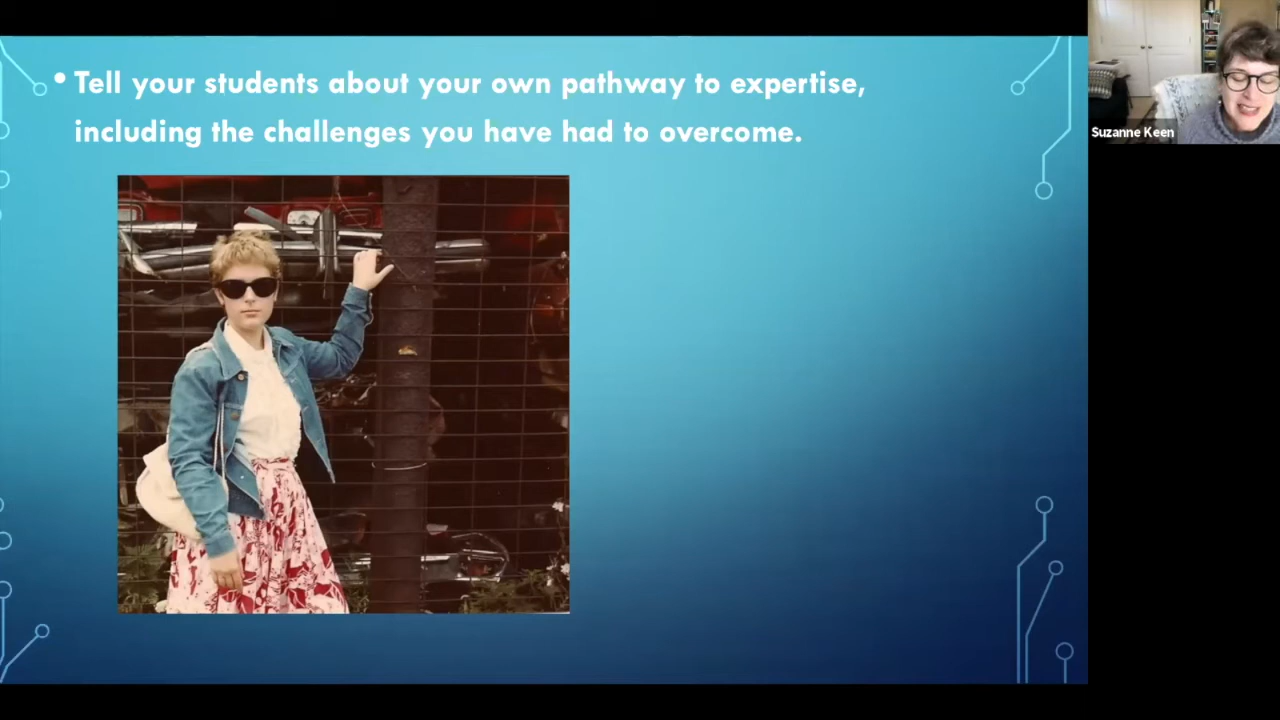 • Tell your students about your own pathway to expertise,
including the challenges you have had to overcome.
Suzanne Keen